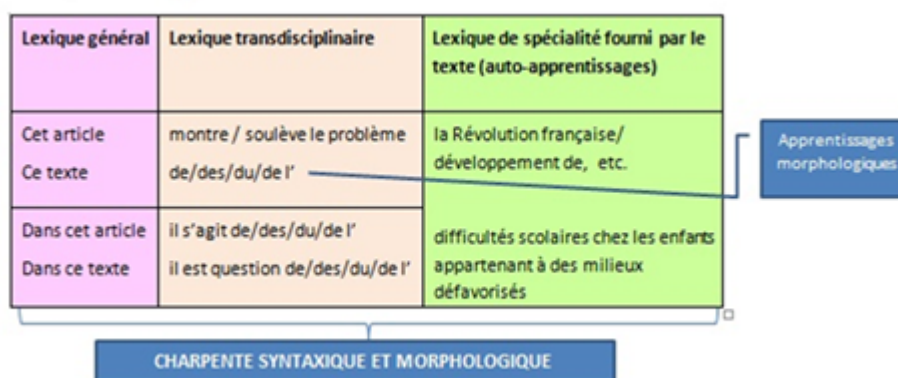 Lexique général
Lexique transdisciplinaire
Lexique de spécialité fourni par le
texte (auto-apprentissages)
Cet article
Ce texte
montre / soulève le problème
de/des/du/de l’
la Révolution française/
développement de, etc.
Dans cet article
Dans ce texte
il s’agit de/des/du/de l’
il est question de/des/du/de l’
difficultés scolaires chez les enfants
appartenant à des milieux
défavorisés
Apprentissages
morphologiques
CHARPENTE SYNTAXIQUE ET MORPHOLOGIQUE